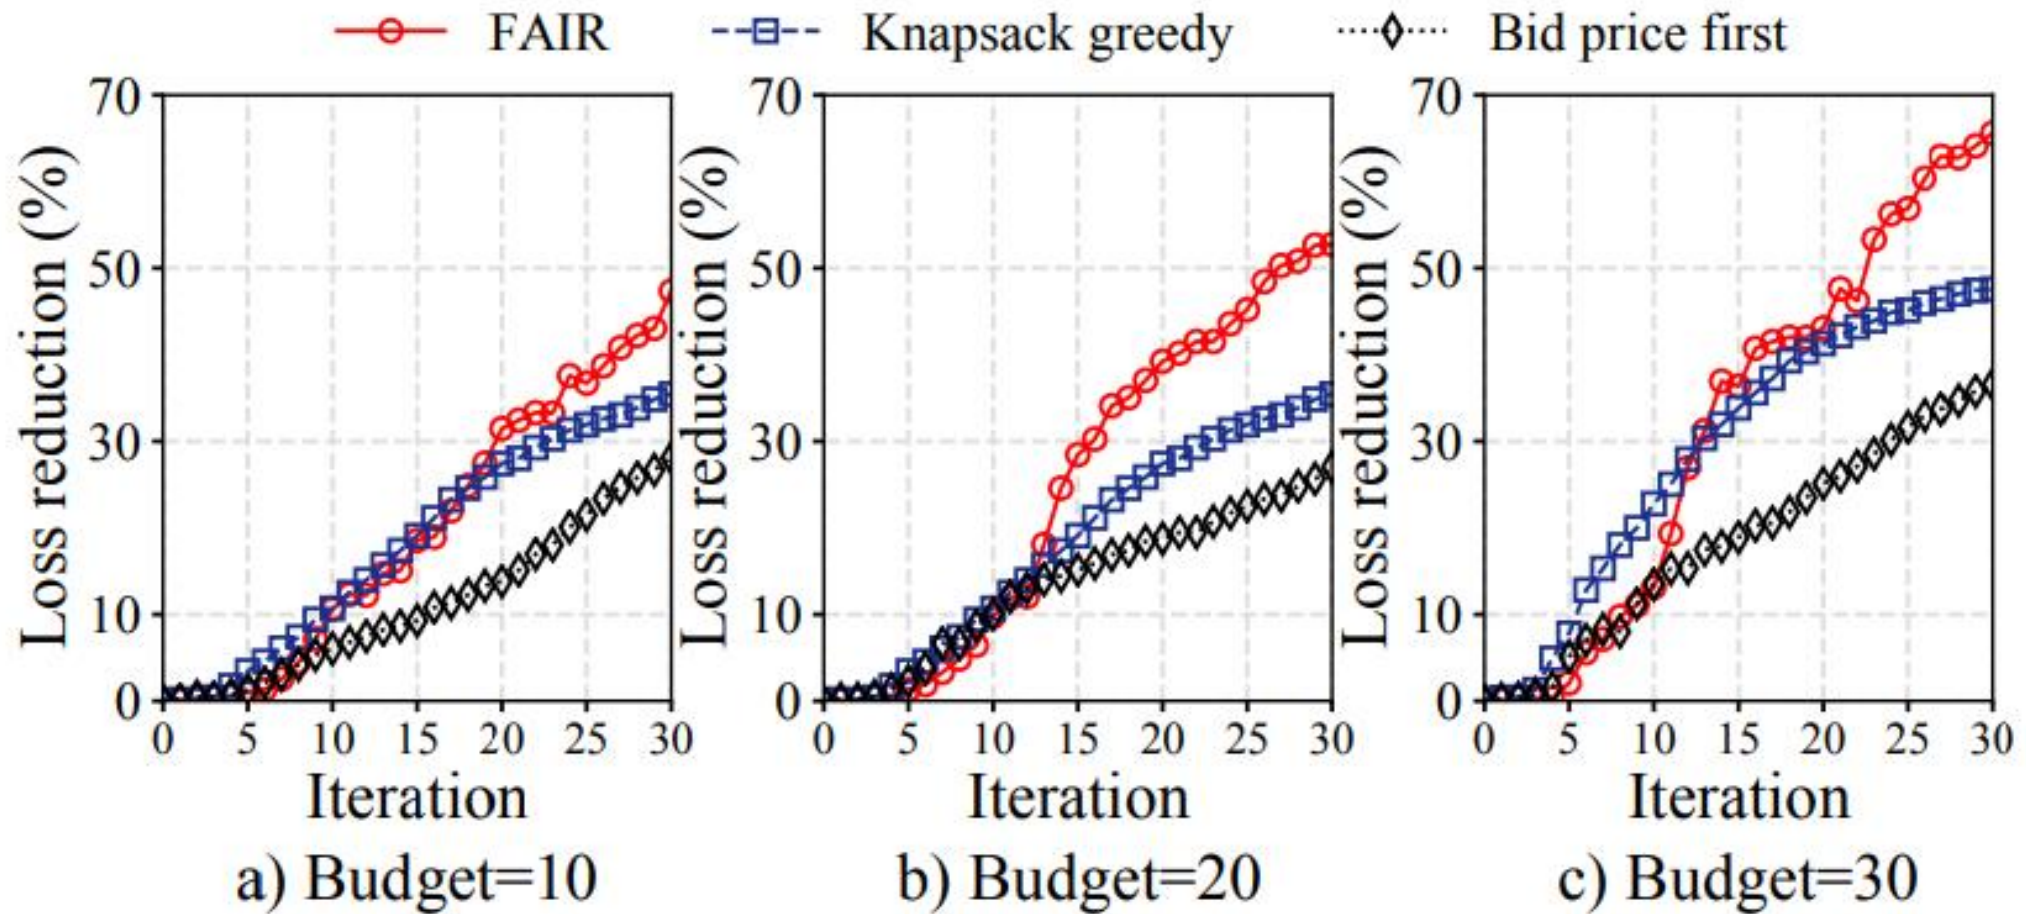 FAIR Knapsack greedy Bid price first
70
50
30
10
0
Loss reduction (%)
0 5 10 15 20 25 30
Iteration
a) Budget=10
70
50
30
10
0
Loss reduction (%)
0 5 10 15 20 25 30
Iteration
b) Budget=20
70
50
30
10
0
Loss reduction (%)
0 5 10 15 20 25 30
Iteration
c) Budget=30